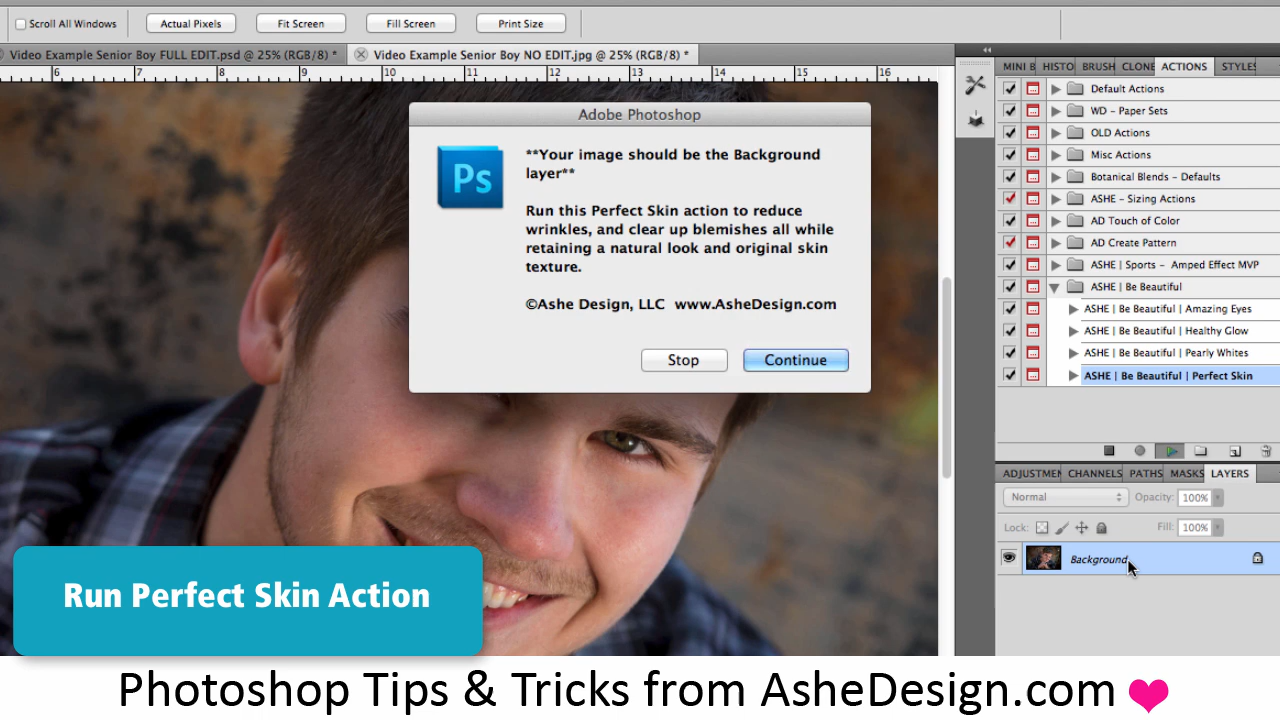 Scroll All Windows
Actual Pixels
Fit Screen
Fill Screen
Print Size
Video Example Senior Boy FULL EDIT.psd @ 25% (RGB/8) *
Video Example Senior Boy NO EDIT.jpg @ 25% (RGB/8) *
6 7 8 9 10 11 12 13 14 15 16
Adobe Photoshop
Ps
**Your image should be the Background
layer**
Run this Perfect Skin action to reduce
wrinkles, and clear up blemishes all while
retaining a natural look and original skin
texture.
©Ashe Design, LLC www.AsheDesign.com
Stop
Continue
MINI B HISTO BRUSH CLONE ACTIONS STYLES
Default Actions
WD - Paper Sets
OLD Actions
Misc Actions
Botanical Blends - Defaults
ASHE - Sizing Actions
AD Touch of Color
AD Create Pattern
ASHE | Sports - Amped Effect MVP
ASHE | Be Beautiful
ASHE | Be Beautiful | Amazing Eyes
ASHE | Be Beautiful | Healthy Glow
ASHE | Be Beautiful | Pearly Whites
ASHE | Be Beautiful | Perfect Skin
ADJUSTMEN CHANNELS PATHS MASKS LAYERS
Normal
Opacity: 100%
Lock:
Fill: 100%
Background
Run Perfect Skin Action
Photoshop Tips & Tricks from AsheDesign.com